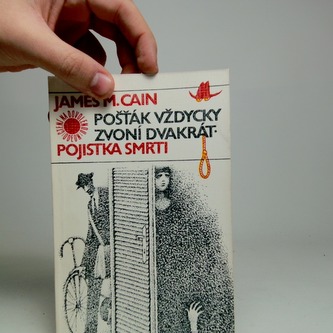 JAMES M. CAIN
POŠŤÁK VŽDYCKY
ZVONÍ DVAKRÁT·
POJISTKA SMRTI